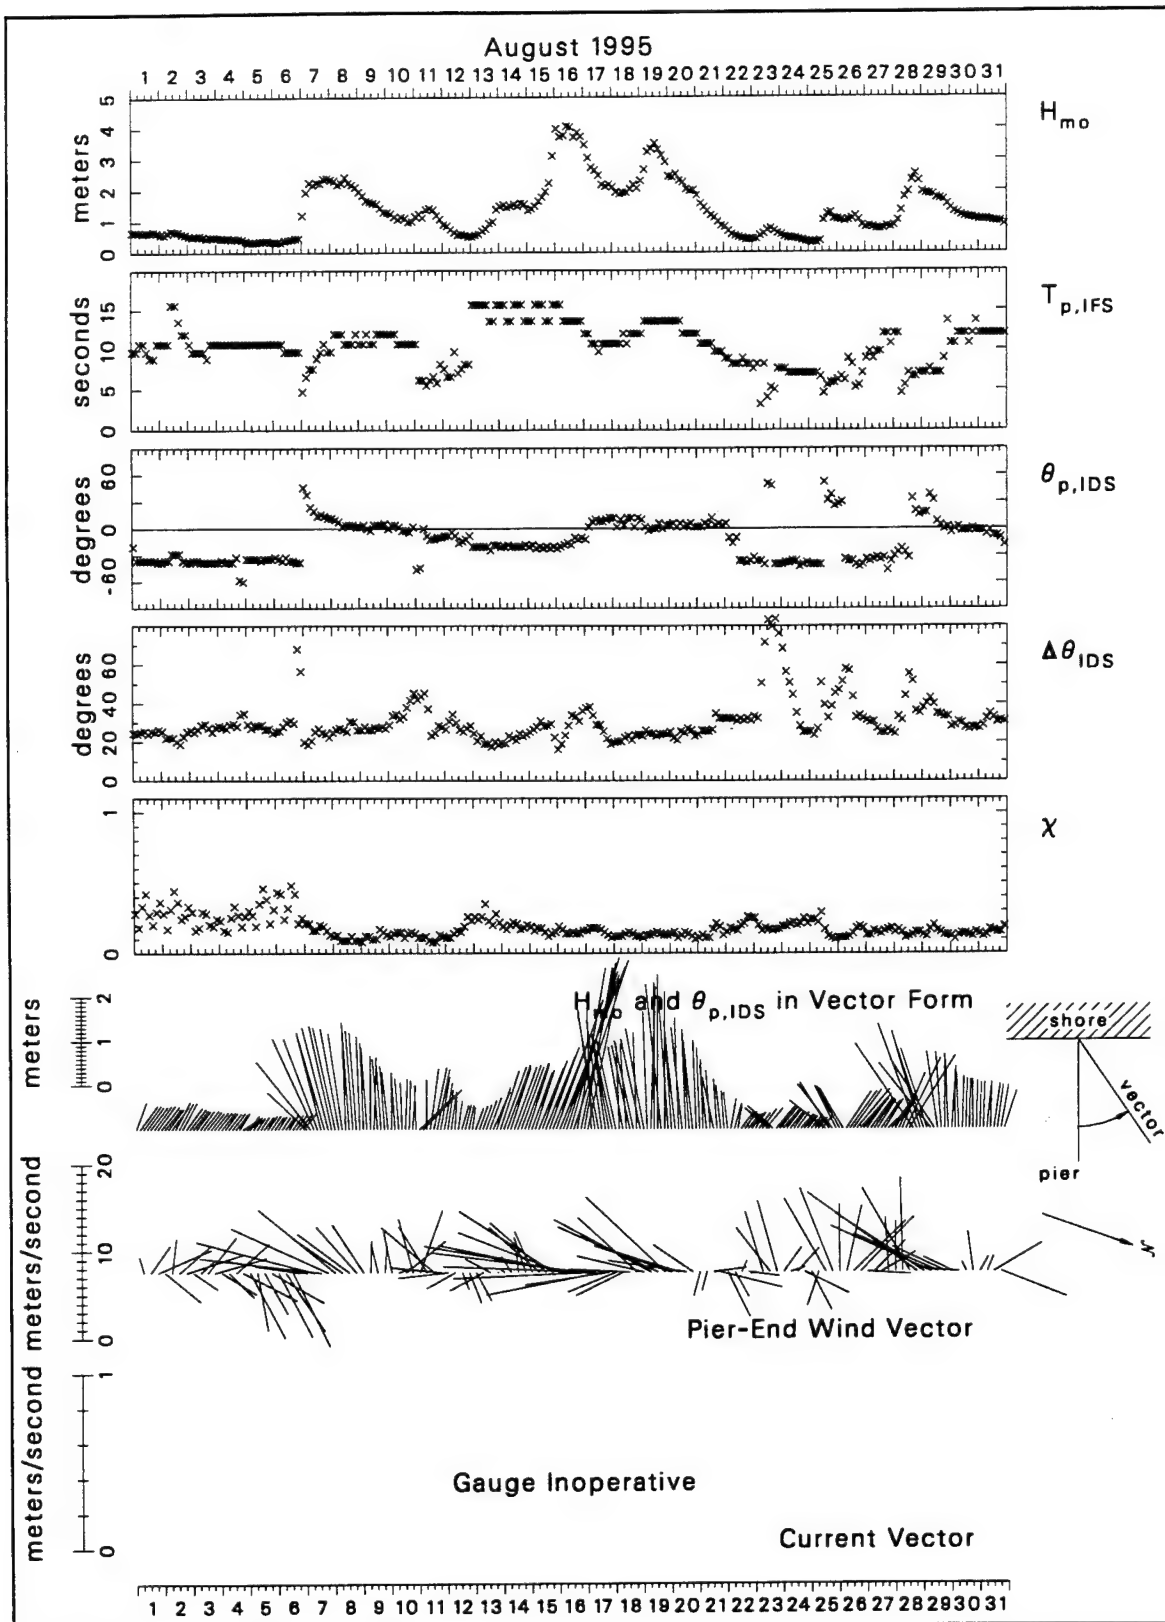 August 1995
1 2 3 4 5 6 7 8 9 10 11 12 13 14 15 16 17 18 19 20 21 22 23 24 25 26 27 28 29 30 31
5
4
3
2
1
0
meters
H_mo
15
10
5
0
seconds
T_p,IFS
60
0
-60
degrees
θ_p,IDS
60
40
20
0
degrees
Δθ_IDS
1
0
χ
2
1
0
meters
H_mo and θ_p,IDS in Vector Form
shore
vector
pier
N
20
10
0
meters/second
Pier-End Wind Vector
1
0
meters/second
Gauge Inoperative
Current Vector
1 2 3 4 5 6 7 8 9 10 11 12 13 14 15 16 17 18 19 20 21 22 23 24 25 26 27 28 29 30 31